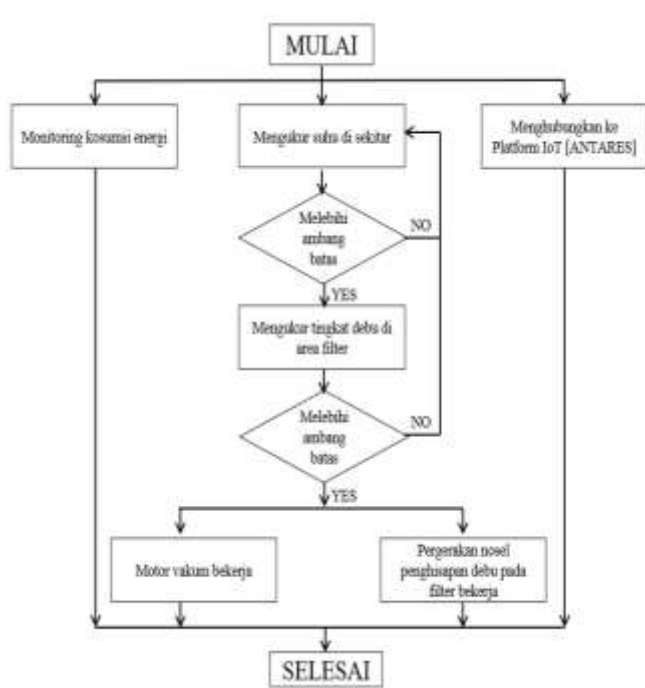 MULAI
Monitoring kosumsi energi
Mengukur suhu di sekitar
Menghubungkan ke
Platform IoT [ANTARES]
Melebihi
ambang
batas
NO
YES
Mengukur tingkat debu di
area filter
Melebihi
ambang
batas
NO
YES
Motor vakum bekerja
Pergerakan nosel
penghisapan debu pada
filter bekerja
SELESAI